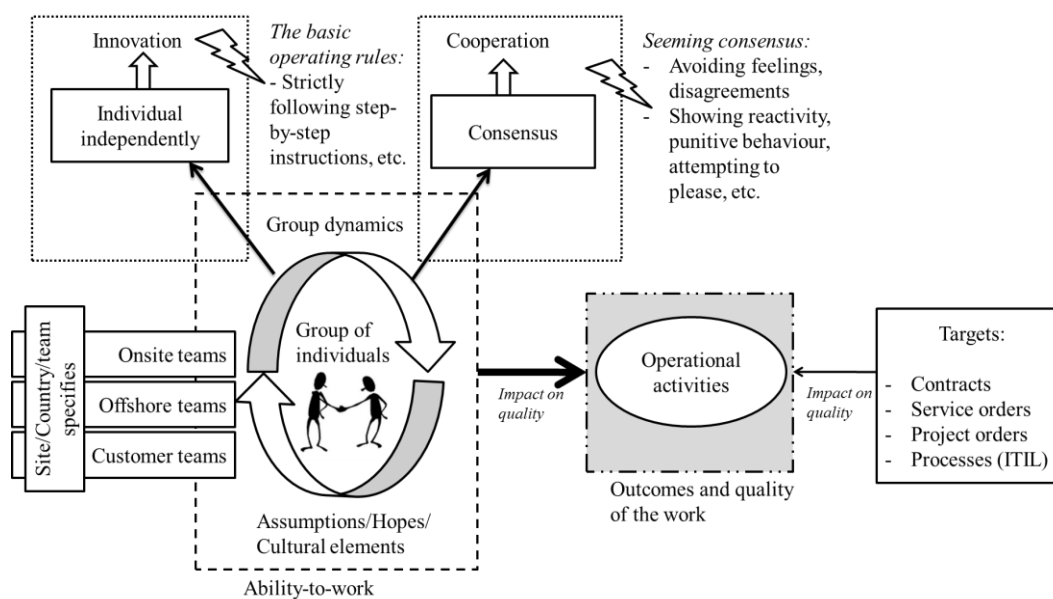 Innovation
Individual
independently
The basic
operating rules:
- Strictly
following step-
by-step
instructions, etc.
Cooperation
Consensus
Seeming consensus:
- Avoiding feelings,
disagreements
- Showing reactivity,
punitive behaviour,
attempting to
please, etc.
Group dynamics
Site/Country/team
specifies
Onsite teams
Offshore teams
Customer teams
Group of
individuals
Assumptions/Hopes/
Cultural elements
Ability-to-work
Impact on
quality
Operational
activities
Outcomes and quality
of the work
Impact on
quality
Targets:
- Contracts
- Service orders
- Project orders
- Processes (ITIL)